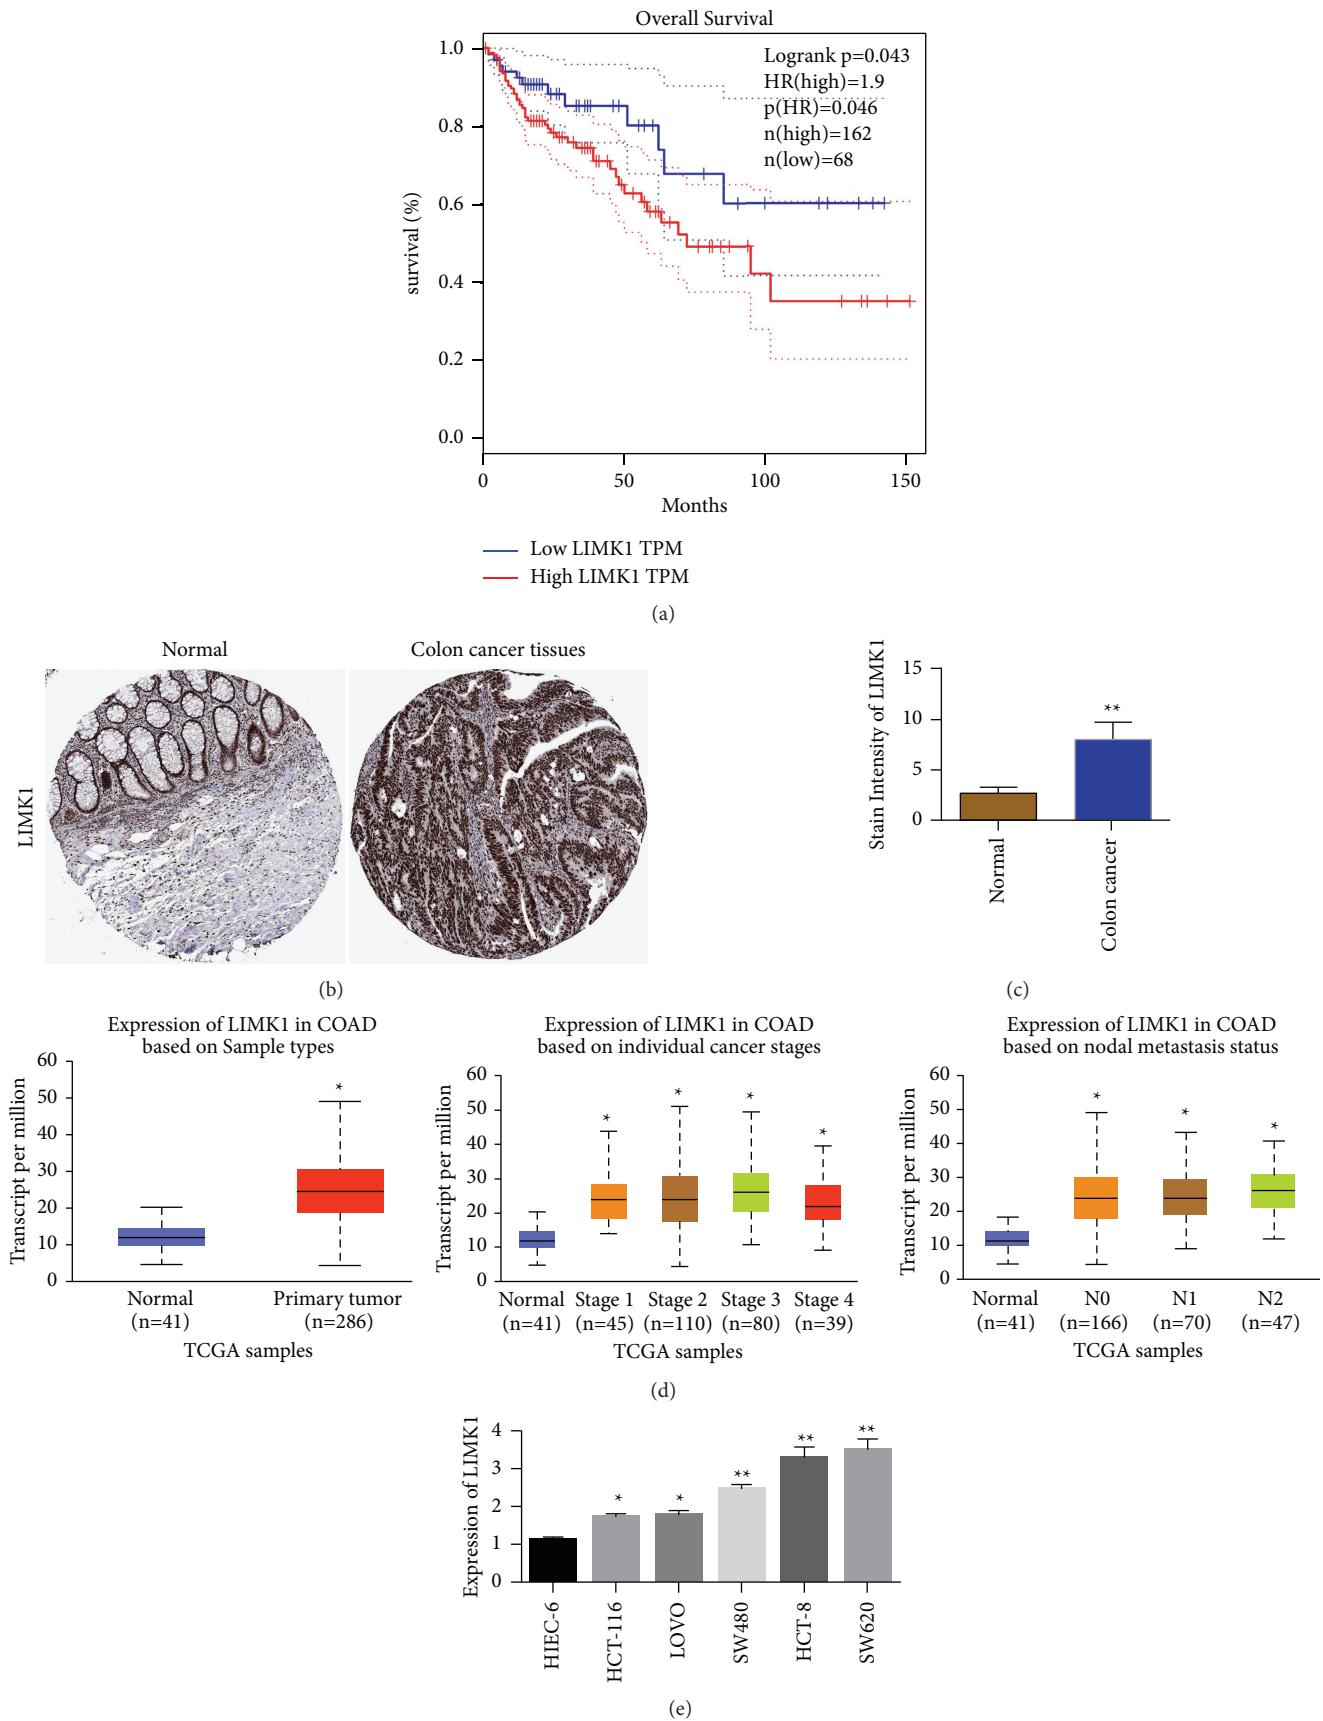 Overall Survival
Logrank p=0.043
HR(high)=1.9
p(HR)=0.046
n(high)=162
n(low)=68
survival (%)
1.0
0.8
0.6
0.4
0.2
0.0
0 50 100 150
Months
Low LIMK1 TPM
High LIMK1 TPM
(a)
Normal Colon cancer tissues
LIMK1
(b)
Stain Intensity of LIMK1
15
10
5
0
**
Normal
Colon cancer
(c)
Expression of LIMK1 in COAD
based on Sample types
Transcript per million
60
50
40
30
20
10
0
*
Normal Primary tumor
(n=41) (n=286)
TCGA samples
Expression of LIMK1 in COAD
based on individual cancer stages
Transcript per million
60
50
40
30
20
10
0
* * * *
Normal Stage 1 Stage 2 Stage 3 Stage 4
(n=41) (n=45) (n=110) (n=80) (n=39)
TCGA samples
Expression of LIMK1 in COAD
based on nodal metastasis status
Transcript per million
60
50
40
30
20
10
0
* * *
Normal N0 N1 N2
(n=41) (n=166) (n=70) (n=47)
TCGA samples
(d)
Expression of LIMK1
4
3
2
1
0
* * ** ** **
HIEC-6
HCT-116
LOVO
SW480
HCT-8
SW620
(e)